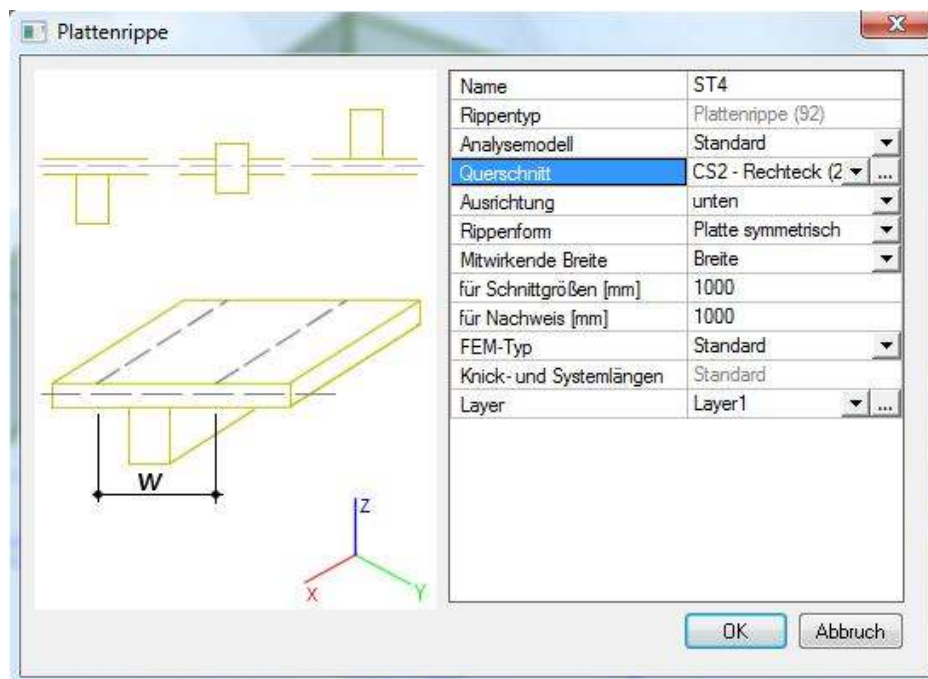 Plattenrippe
Name ST4
Rippentyp Plattenrippe (92)
Analysemodell Standard
Querschnitt CS2 - Rechteck (2 ...
Ausrichtung unten
Rippenform Platte symmetrisch
Mitwirkende Breite Breite
für Schnittgrößen [mm] 1000
für Nachweis [mm] 1000
FEM-Typ Standard
Knick- und Systemlängen Standard
Layer Layer1 ...
W
Z
X
Y
OK Abbruch